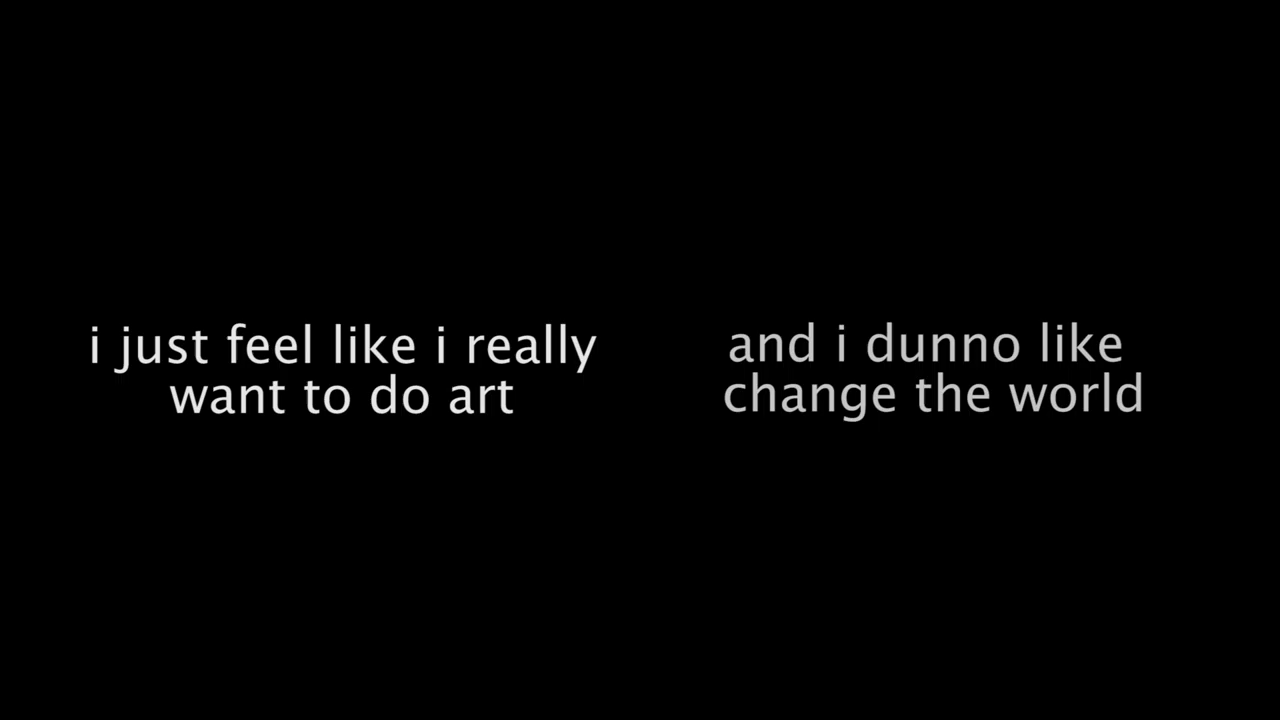 i just feel like i really
want to do art
and i dunno like
change the world